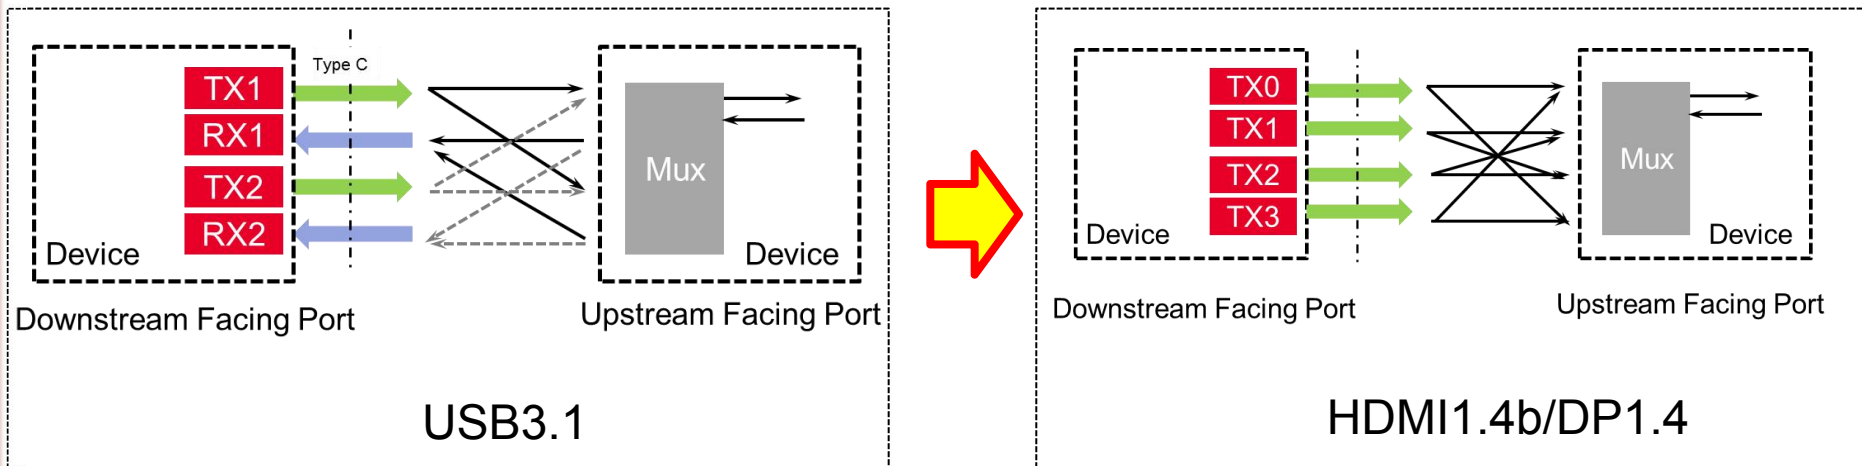 Type C
TX1
RX1
TX2
RX2
Device
Mux
Device
Downstream Facing Port
Upstream Facing Port
USB3.1
TX0
TX1
TX2
TX3
Device
Mux
Device
Downstream Facing Port
Upstream Facing Port
HDMI1.4b/DP1.4